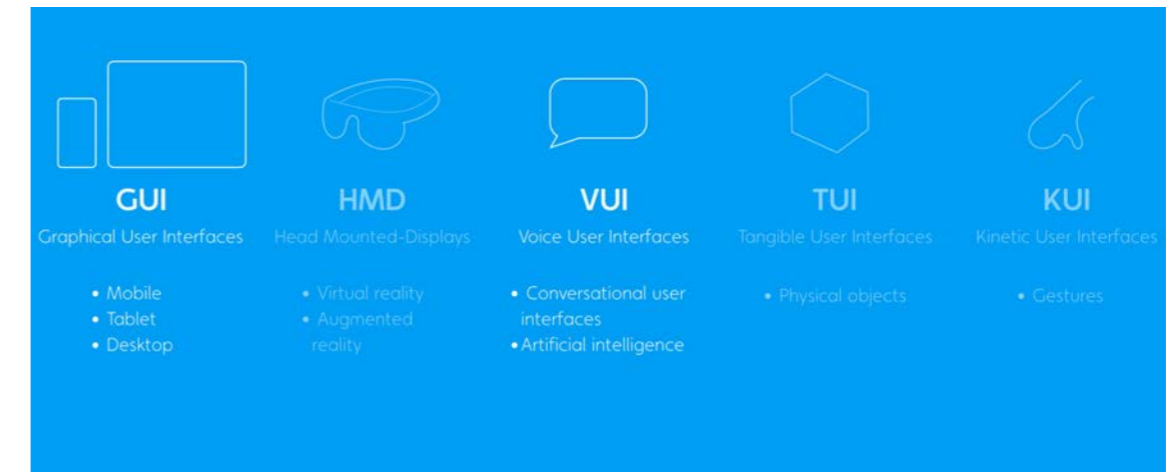 GUI
Graphical User Interfaces
• Mobile
• Tablet
• Desktop
HMD
Head Mounted-Displays
• Virtual reality
• Augmented
reality
VUI
Voice User Interfaces
• Conversational user
interfaces
• Artificial intelligence
TUI
Tangible User Interfaces
• Physical objects
KUI
Kinetic User Interfaces
• Gestures